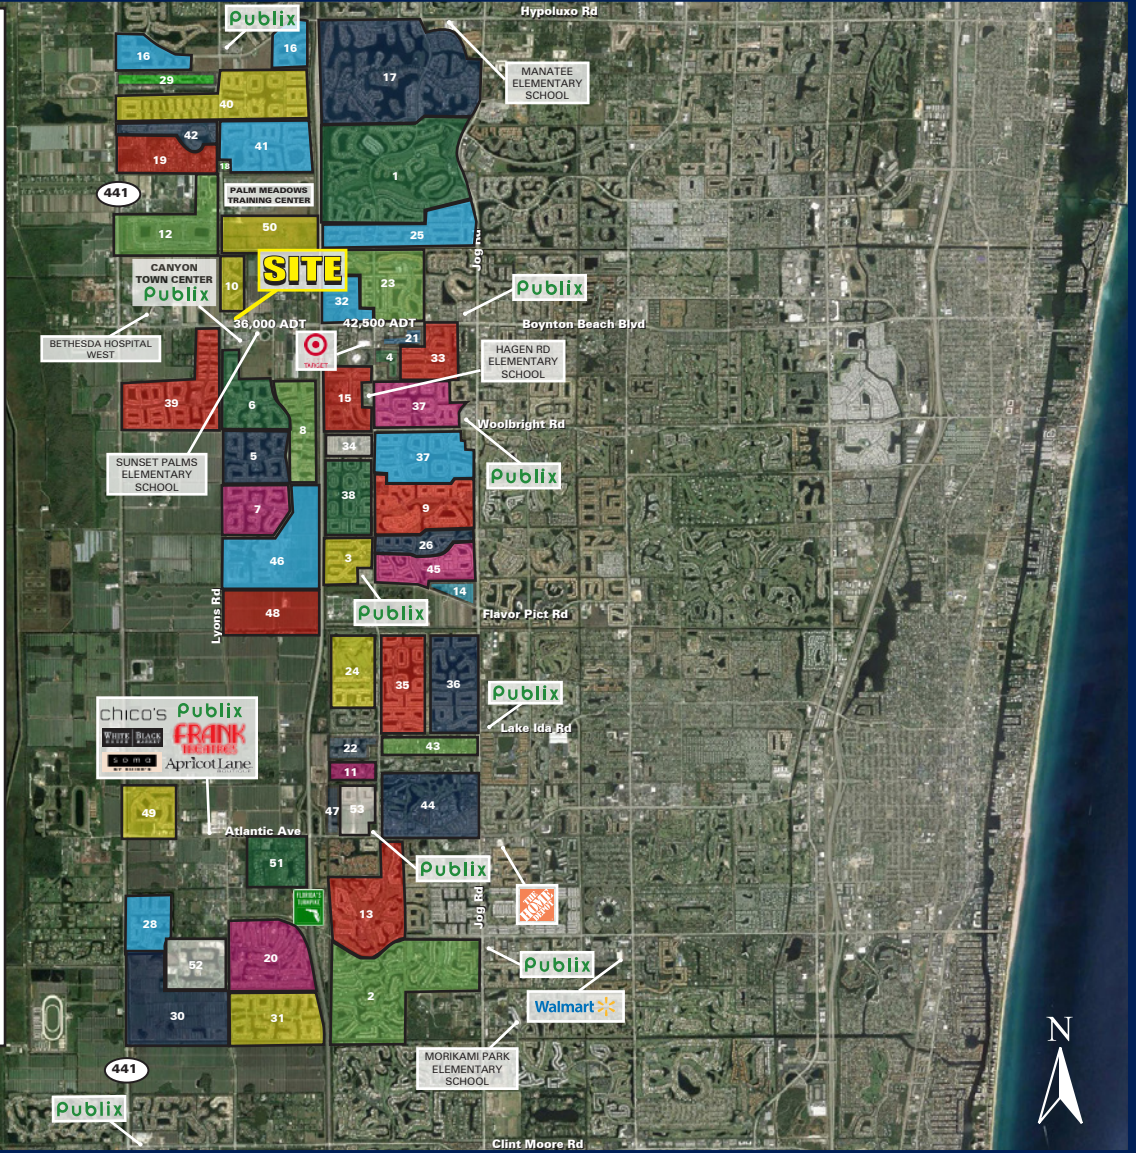 Hypoluxo Rd
Publix
16
16
17
MANATEE
ELEMENTARY
SCHOOL
29
40
42
41
19
18
1
441
PALM MEADOWS
TRAINING CENTER
12
50
25
Jog Rd
CANYON
TOWN CENTER
Publix
SITE
10
23
32
Publix
36,000 ADT
42,500 ADT
Boynton Beach Blvd
BETHESDA HOSPITAL
WEST
TARGET
21
4
33
HAGEN RD
ELEMENTARY
SCHOOL
39
6
15
37
8
Woolbright Rd
5
34
37
SUNSET PALMS
ELEMENTARY
SCHOOL
Publix
7
38
9
26
46
3
45
14
Lyons Rd
48
Publix
Flavor Pict Rd
24
35
36
Publix
Lake Ida Rd
chico's
Publix
WHITE HOUSE
BLACK MARKET
FRANK
THEATRES
soma
Apricot Lane
BOUTIQUE
22
43
11
49
47
53
44
Atlantic Ave
51
Publix
FLORIDA'S
TURNPIKE
13
Jog Rd
THE
HOME
DEPOT
28
20
52
Publix
2
Walmart
30
31
MORIKAMI PARK
ELEMENTARY
SCHOOL
N
441
Publix
Clint Moore Rd